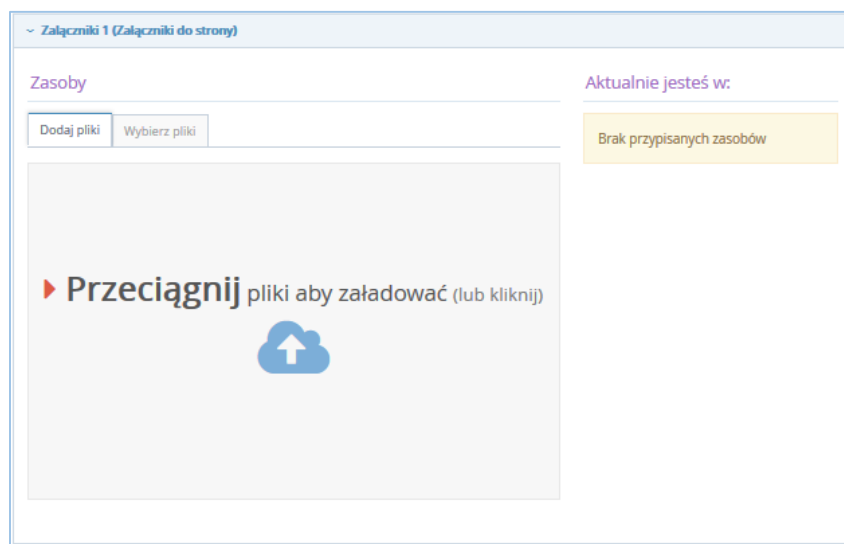 Załączniki 1 (Załączniki do strony)
Zasoby
Dodaj pliki
Wybierz pliki
Przeciągnij pliki aby załadować (lub kliknij)
Aktualnie jesteś w:
Brak przypisanych zasobów